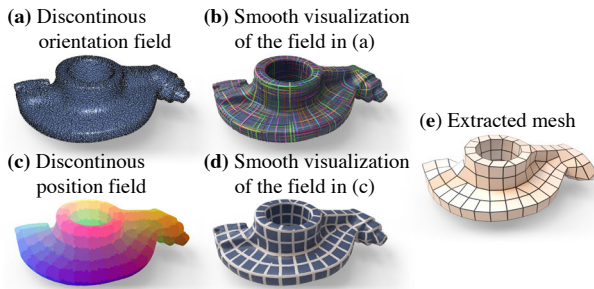 (a) Discontinous
orientation field
(b) Smooth visualization
of the field in (a)
(c) Discontinous
position field
(d) Smooth visualization
of the field in (c)
(e) Extracted mesh